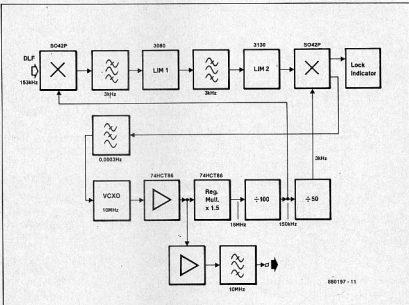 SO42P
3080
3130
SO42P
DLF
153kHz
LIM 1
LIM 2
Lock
Indicator
3kHz
3kHz
0.0003Hz
3kHz
74HCT86
74HCT86
VCXO
10MHz
Reg.
Mult.
x 1.5
÷100
÷50
15MHz
150kHz
10MHz
880197 - 11